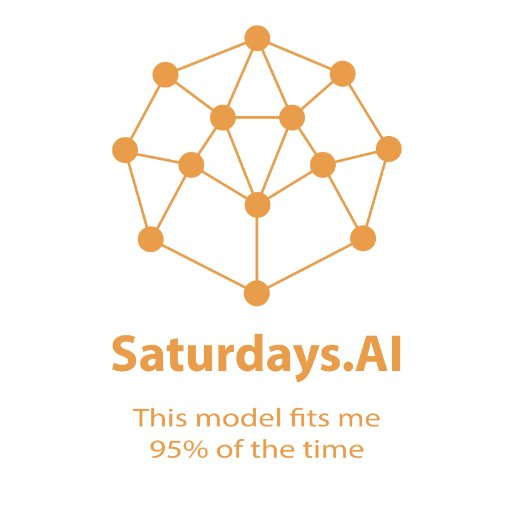 Saturdays.AI
This model fits me
95% of the time